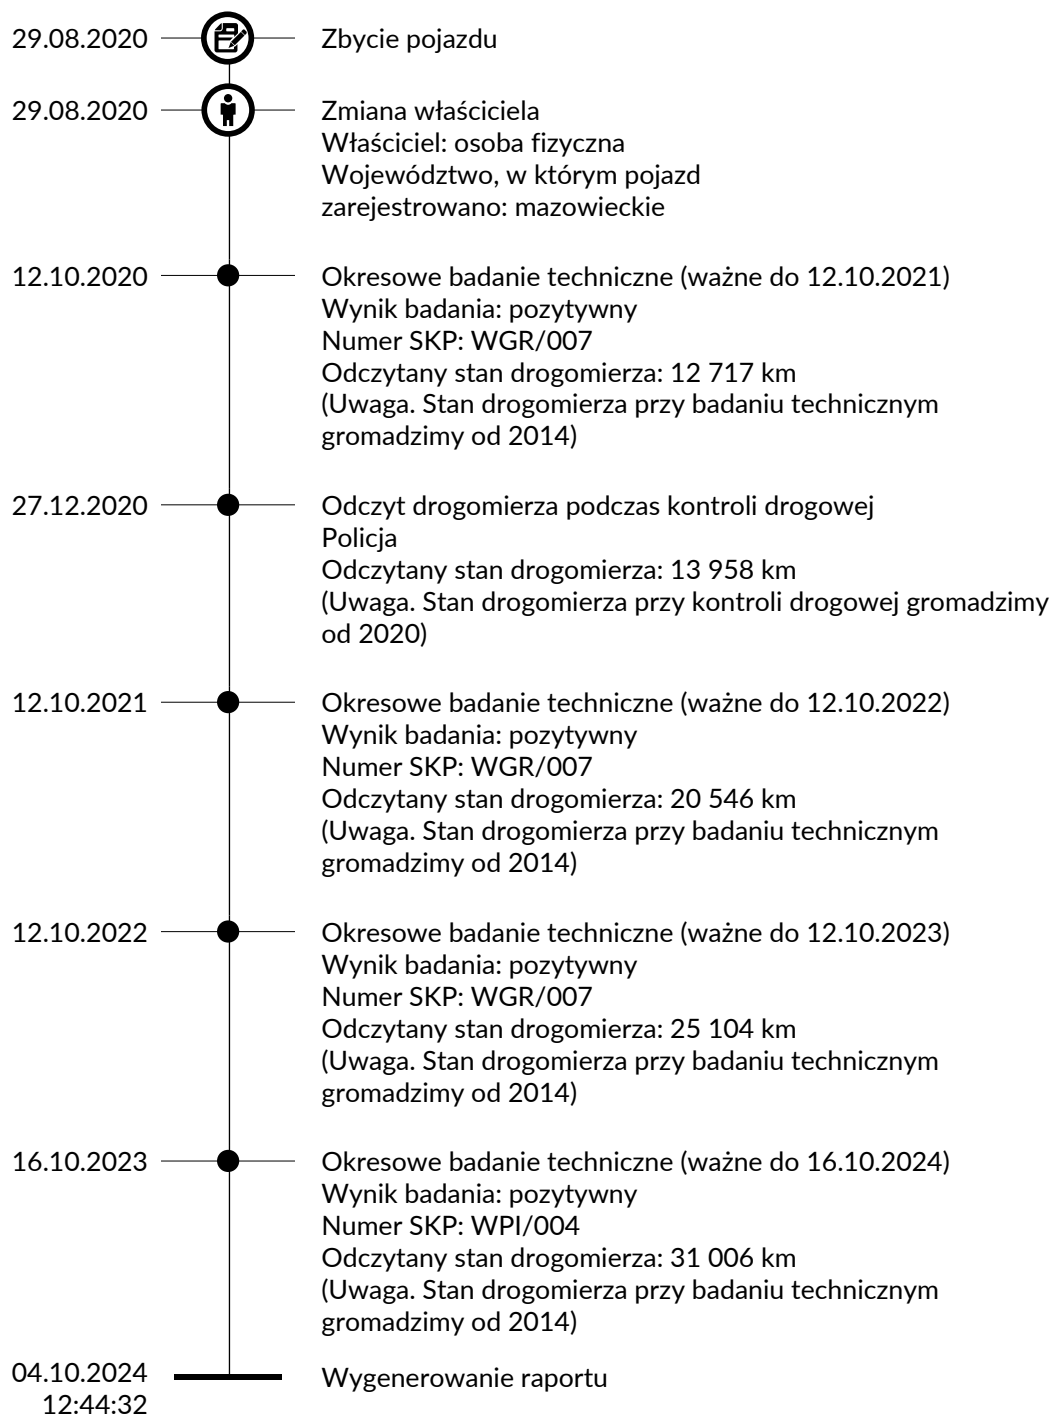 29.08.2020 Zbycie pojazdu
29.08.2020 Zmiana właściciela
Właściciel: osoba fizyczna
Województwo, w którym pojazd
zarejestrowano: mazowieckie
12.10.2020 Okresowe badanie techniczne (ważne do 12.10.2021)
Wynik badania: pozytywny
Numer SKP: WGR/007
Odczytany stan drogomierza: 12 717 km
(Uwaga. Stan drogomierza przy badaniu technicznym
gromadzimy od 2014)
27.12.2020 Odczyt drogomierza podczas kontroli drogowej
Policja
Odczytany stan drogomierza: 13 958 km
(Uwaga. Stan drogomierza przy kontroli drogowej gromadzimy
od 2020)
12.10.2021 Okresowe badanie techniczne (ważne do 12.10.2022)
Wynik badania: pozytywny
Numer SKP: WGR/007
Odczytany stan drogomierza: 20 546 km
(Uwaga. Stan drogomierza przy badaniu technicznym
gromadzimy od 2014)
12.10.2022 Okresowe badanie techniczne (ważne do 12.10.2023)
Wynik badania: pozytywny
Numer SKP: WGR/007
Odczytany stan drogomierza: 25 104 km
(Uwaga. Stan drogomierza przy badaniu technicznym
gromadzimy od 2014)
16.10.2023 Okresowe badanie techniczne (ważne do 16.10.2024)
Wynik badania: pozytywny
Numer SKP: WPI/004
Odczytany stan drogomierza: 31 006 km
(Uwaga. Stan drogomierza przy badaniu technicznym
gromadzimy od 2014)
04.10.2024 Wygenerowanie raportu
12:44:32